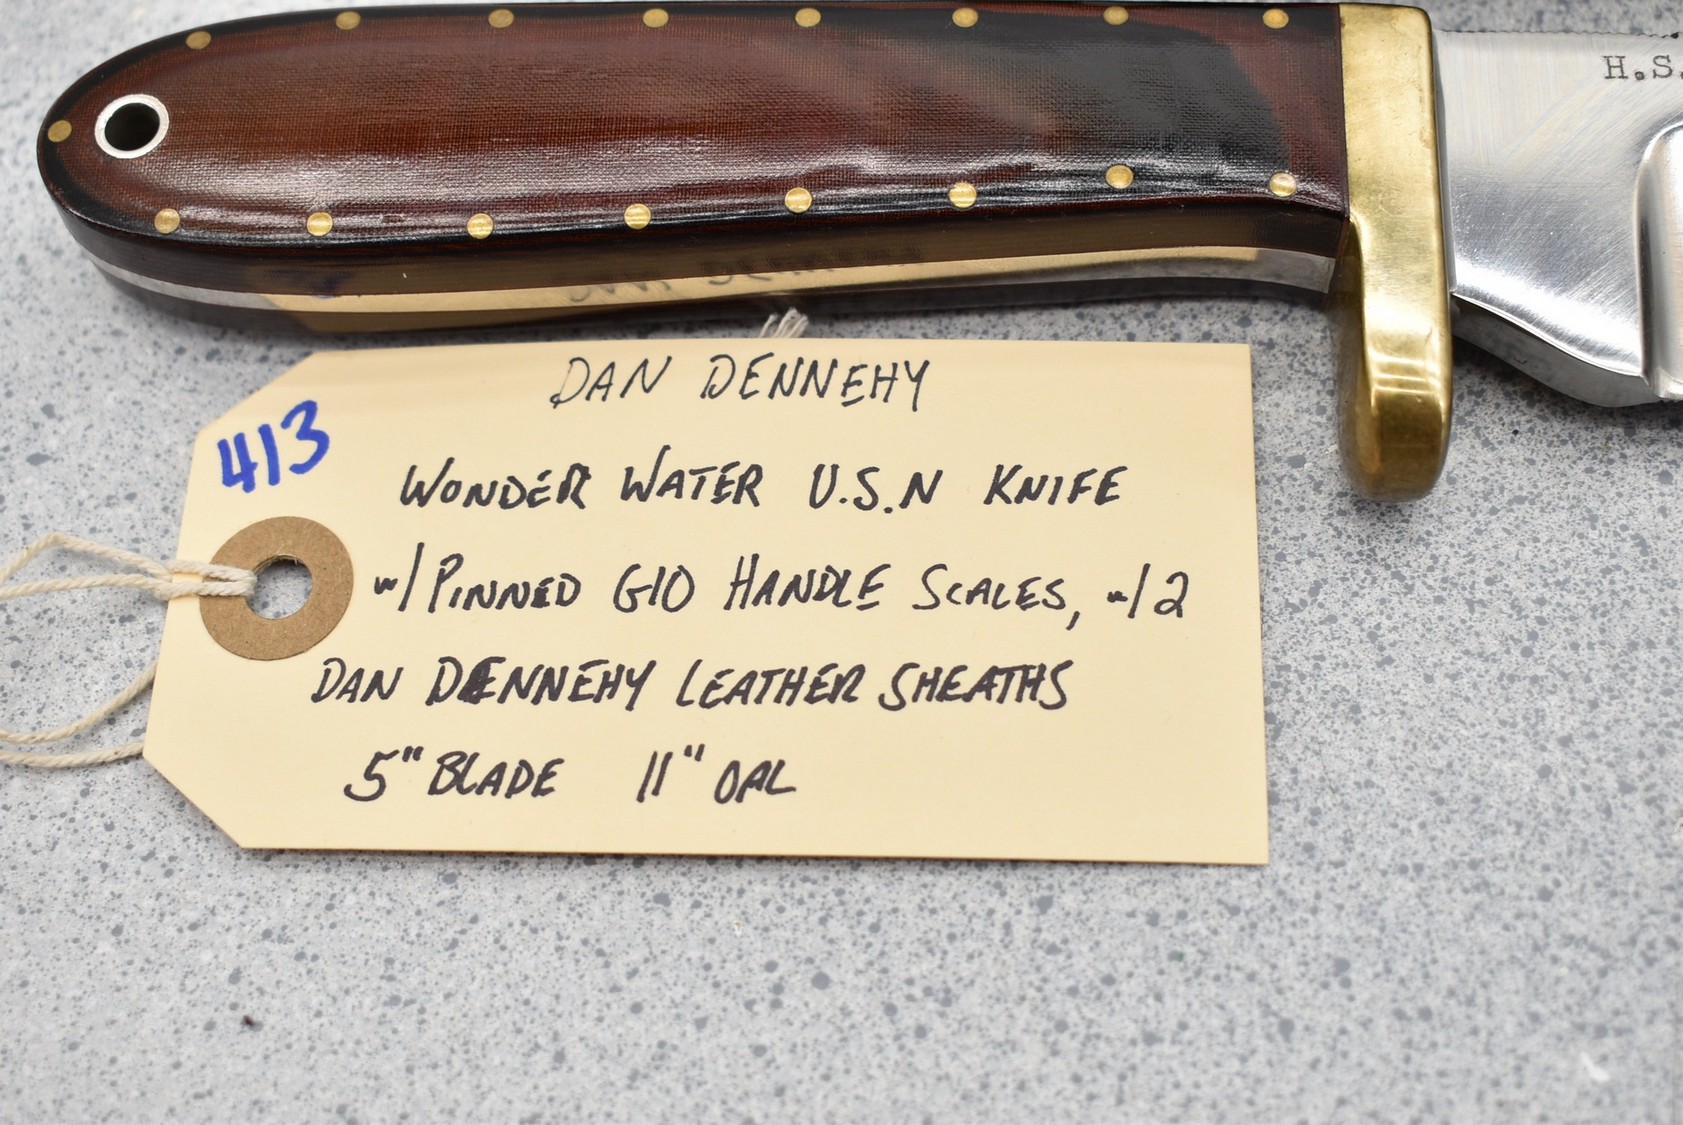 H.S.
DAN DENNEHY
413
WONDER WATER U.S.N KNIFE
w/ PINNED G10 HANDLE SCALES, w/ 2
DAN DENNEHY LEATHER SHEATHS
5" BLADE 11" OAL